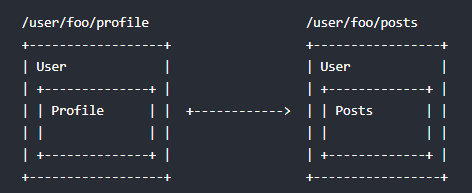 /user/foo/profile                     /user/foo/posts
+------------------+                  +-----------------+
| User             |                  | User            |
| +--------------+ |                  | +-------------+ |
| | Profile      | |  +------------>  | | Posts       | |
| |              | |                  | |             | |
| +--------------+ |                  | +-------------+ |
+------------------+                  +-----------------+